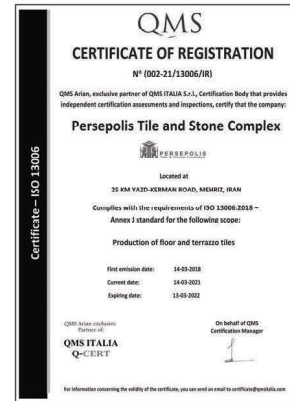 QMS
CERTIFICATE OF REGISTRATION
N° (002-21/13006/IR)
QMS Arian, exclusive partner of QMS ITALIA S.r.l., Certification Body that provides
independent certification assessments and inspections, certify that the company:
Persepolis Tile and Stone Complex
PERSEPOLIS
Located at
25 KM YAZD-KERMAN ROAD, MEHRIZ, IRAN
Complies with the requirements of ISO 13006:2018 –
Annex J standard for the following scope:
Production of floor and terrazzo tiles
First emission date: 14-03-2018
Current date: 14-03-2021
Expiring date: 13-03-2022
QMS Arian exclusive
Partner of:
QMS ITALIA
Q-CERT
On behalf of QMS
Certification Manager
For information concerning the validity of the certificate, you can send an email to certificate@qmsitalia.com
Certificate – ISO 13006